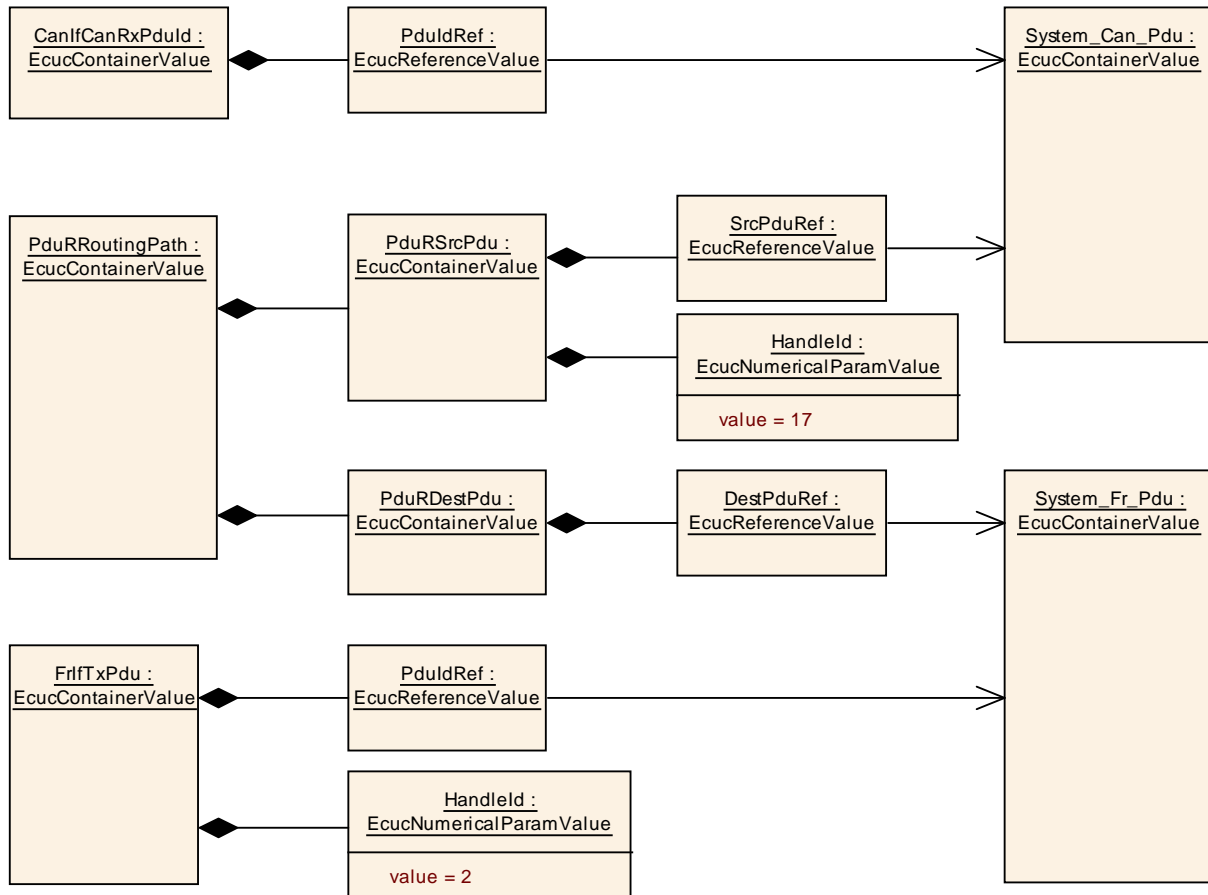 CanIfCanRxPduId :
EcucContainerValue
PduIdRef :
EcucReferenceValue
System_Can_Pdu :
EcucContainerValue
PduRRoutingPath :
EcucContainerValue
PduRSrcPdu :
EcucContainerValue
SrcPduRef :
EcucReferenceValue
HandleId :
EcucNumericalParamValue
value = 17
PduRDestPdu :
EcucContainerValue
DestPduRef :
EcucReferenceValue
System_Fr_Pdu :
EcucContainerValue
FrIfTxPdu :
EcucContainerValue
PduIdRef :
EcucReferenceValue
HandleId :
EcucNumericalParamValue
value = 2